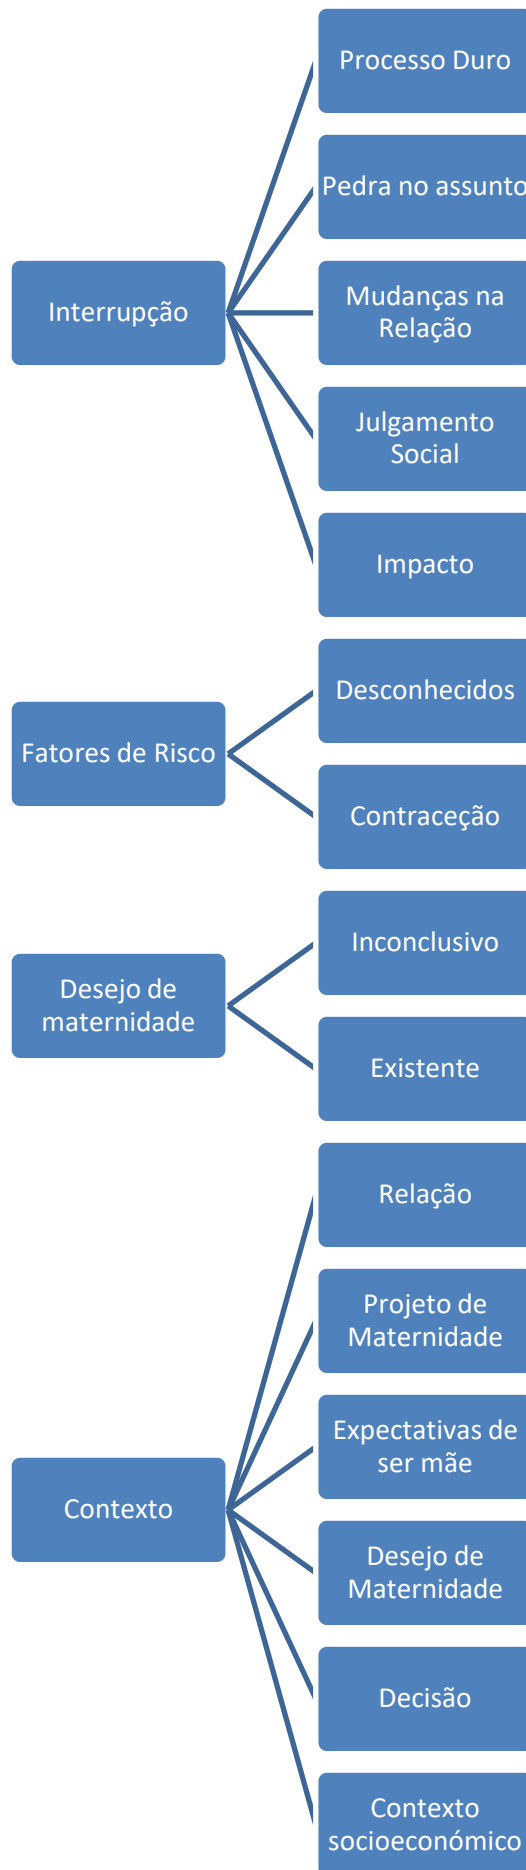 Interrupção
Processo Duro
Pedra no assunto
Mudanças na
Relação
Julgamento
Social
Impacto
Fatores de Risco
Desconhecidos
Contraceção
Desejo de
maternidade
Inconclusivo
Existente
Contexto
Relação
Projeto de
Maternidade
Expectativas de
ser mãe
Desejo de
Maternidade
Decisão
Contexto
socioeconómico